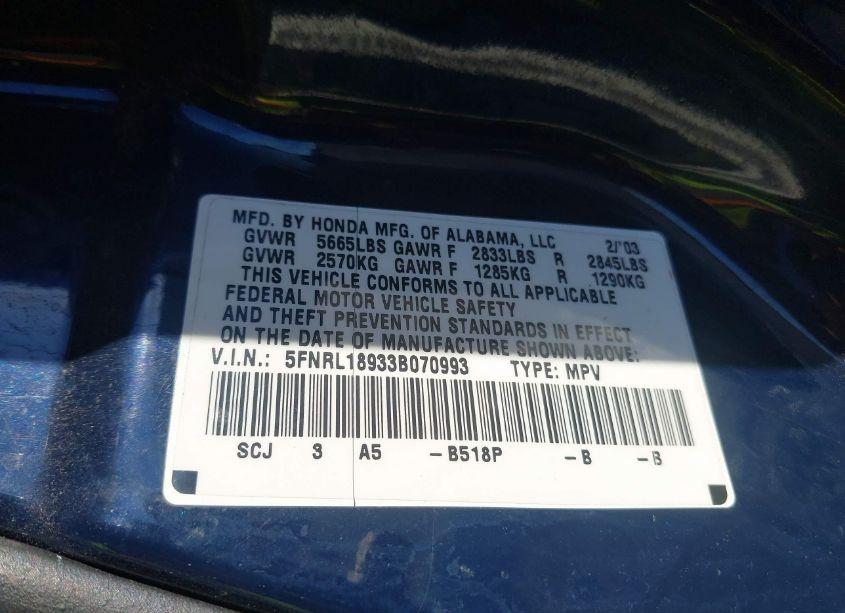 MFD. BY HONDA MFG. OF ALABAMA, LLC 2/'03
GVWR 5665LBS GAWR F 2833LBS R 2845LBS
GVWR 2570KG GAWR F 1285KG R 1290KG
THIS VEHICLE CONFORMS TO ALL APPLICABLE
FEDERAL MOTOR VEHICLE SAFETY
AND THEFT PREVENTION STANDARDS IN EFFECT
ON THE DATE OF MANUFACTURE SHOWN ABOVE:
V.I.N.: 5FNRL18933B070993 TYPE: MPV
SCJ 3 A5 -B518P -B -B